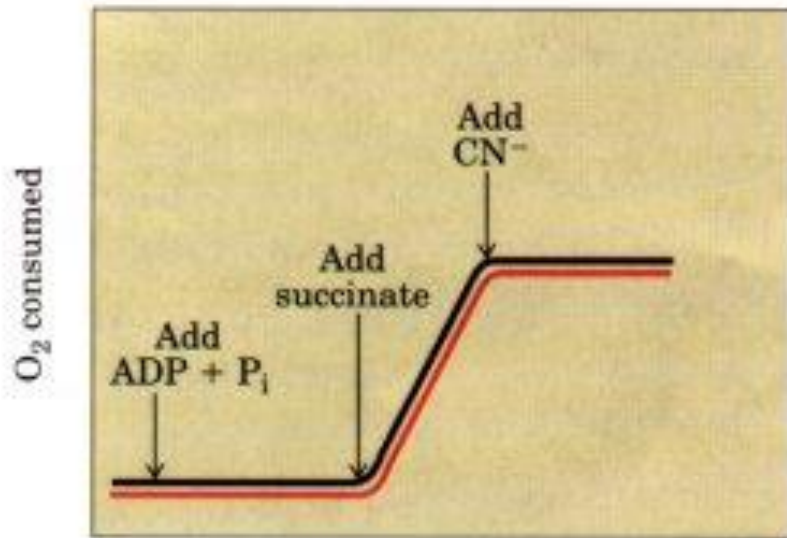 Add
CN⁻
Add
succinate
Add
ADP + Pᵢ
O₂ consumed